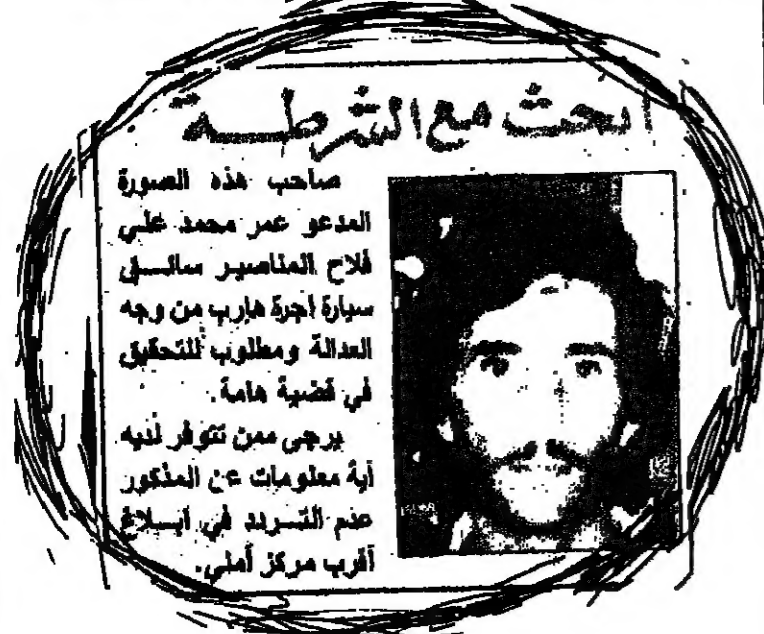 ابحث مع الشرطة
صاحب هذه الصورة
المدعو عمر محمد علي
فلاح المناصير سائق
سيارة اجرة هارب من وجه
العدالة ومطلوب للتحقيق
في قضية هامة.
يرجى ممن تتوفر لديه
أية معلومات عن المذكور
عدم التردد في ابلاغ
أقرب مركز أمني.